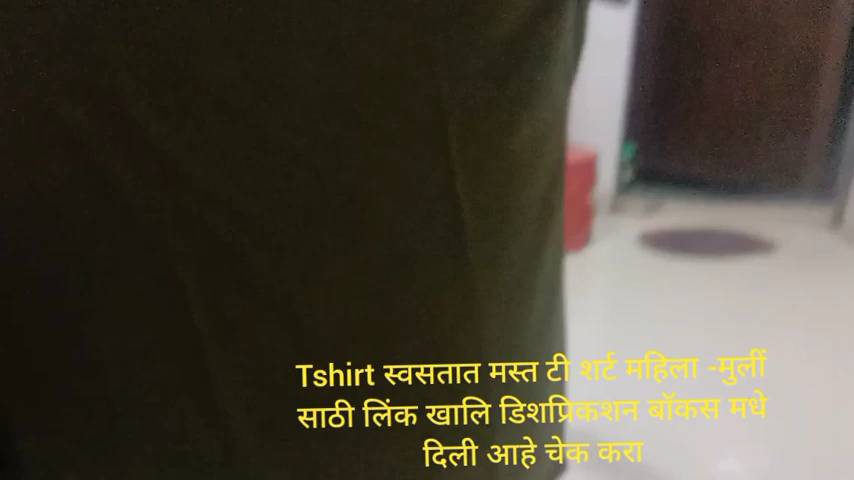 Tshirt स्वसतात मस्त टी शर्ट महिला -मुलीं
साठी लिंक खालि डिशप्रिकशन बॉकस मधे
दिली आहे चेक करा